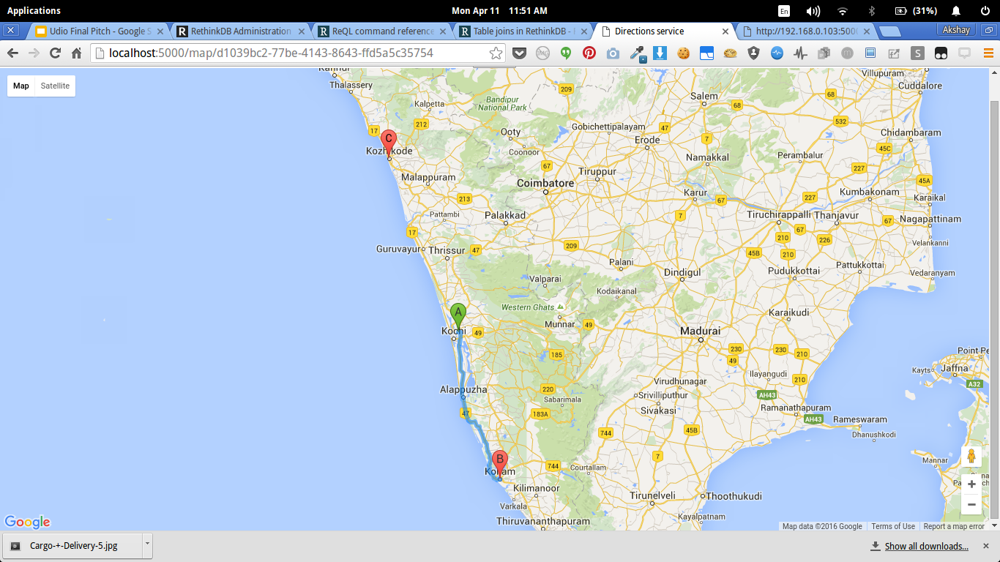 Applications
Mon Apr 11 11:51 AM
En
(31%)
Udio Final Pitch - Google S
RethinkDB Administration
ReQL command reference
Table joins in RethinkDB -
Directions service
http://192.168.0.103:5000
Akshay
localhost:5000/map/d1039bc2-77be-4143-8643-ffd5a5c35754
Map Satellite
Thalassery
Kalpetta
Bandipur
National Park
209
Salem
68
68
Villupuram
Cuddalore
532
17
212
C
Kozhikode
Ooty
Coonoor
Gobichettipalayam
47
Erode
7
Namakkal
Perambalur
Chidambaram
45C
227
45A
Malappuram
67
Coimbatore
Tiruppur
213
Karur
67
227
Kumbakonam
Karaikal
Pattambi
Palakkad
7
Tiruchirappalli
Thanjavur
67
Nagapattinam
17
67
210
226
Velankanni
Guruvayur
Thrissur
47
209
45B
210
Palani
Dindigul
Pudukkottai
Pattukkottai
Vedaranyam
Valparai
Kodaikanal
Western Ghats
A
Munnar
49
Karaikudi
Kochi
49
Madurai
185
230
49
230
210
Point Pe
Kayts
Jaffna
A32
Ilayangudi
210
Alappuzha
220
Sabarimala
Virudhunagar
Srivilliputhur
Sivakasi
AH43
Ramanathapuram
AH43
Rameswaram
Dhanushkodi
47
183A
744
45B
B
Kollam
744
Courtallam
7
Mannar
Kilimanoor
Varkala
Tirunelveli
Thoothukudi
Kayalpatnam
Thiruvananthapuram
Google
Map data ©2016 Google
Terms of Use
Report a map error
Cargo-+-Delivery-5.jpg
Show all downloads...